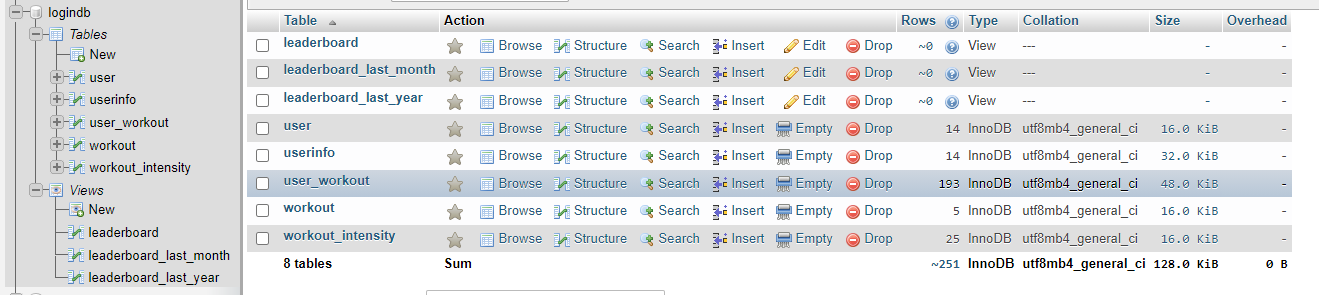 logindb
Tables
New
user
userinfo
user_workout
workout
workout_intensity
Views
New
leaderboard
leaderboard_last_month
leaderboard_last_year
Table Action Rows Type Collation Size Overhead
leaderboard Browse Structure Search Insert Edit Drop ~0 View --- - -
leaderboard_last_month Browse Structure Search Insert Edit Drop ~0 View --- - -
leaderboard_last_year Browse Structure Search Insert Edit Drop ~0 View --- - -
user Browse Structure Search Insert Empty Drop 14 InnoDB utf8mb4_general_ci 16.0 KiB -
userinfo Browse Structure Search Insert Empty Drop 14 InnoDB utf8mb4_general_ci 32.0 KiB -
user_workout Browse Structure Search Insert Empty Drop 193 InnoDB utf8mb4_general_ci 48.0 KiB -
workout Browse Structure Search Insert Empty Drop 5 InnoDB utf8mb4_general_ci 16.0 KiB -
workout_intensity Browse Structure Search Insert Empty Drop 25 InnoDB utf8mb4_general_ci 16.0 KiB -
8 tables Sum ~251 InnoDB utf8mb4_general_ci 128.0 KiB 0 B